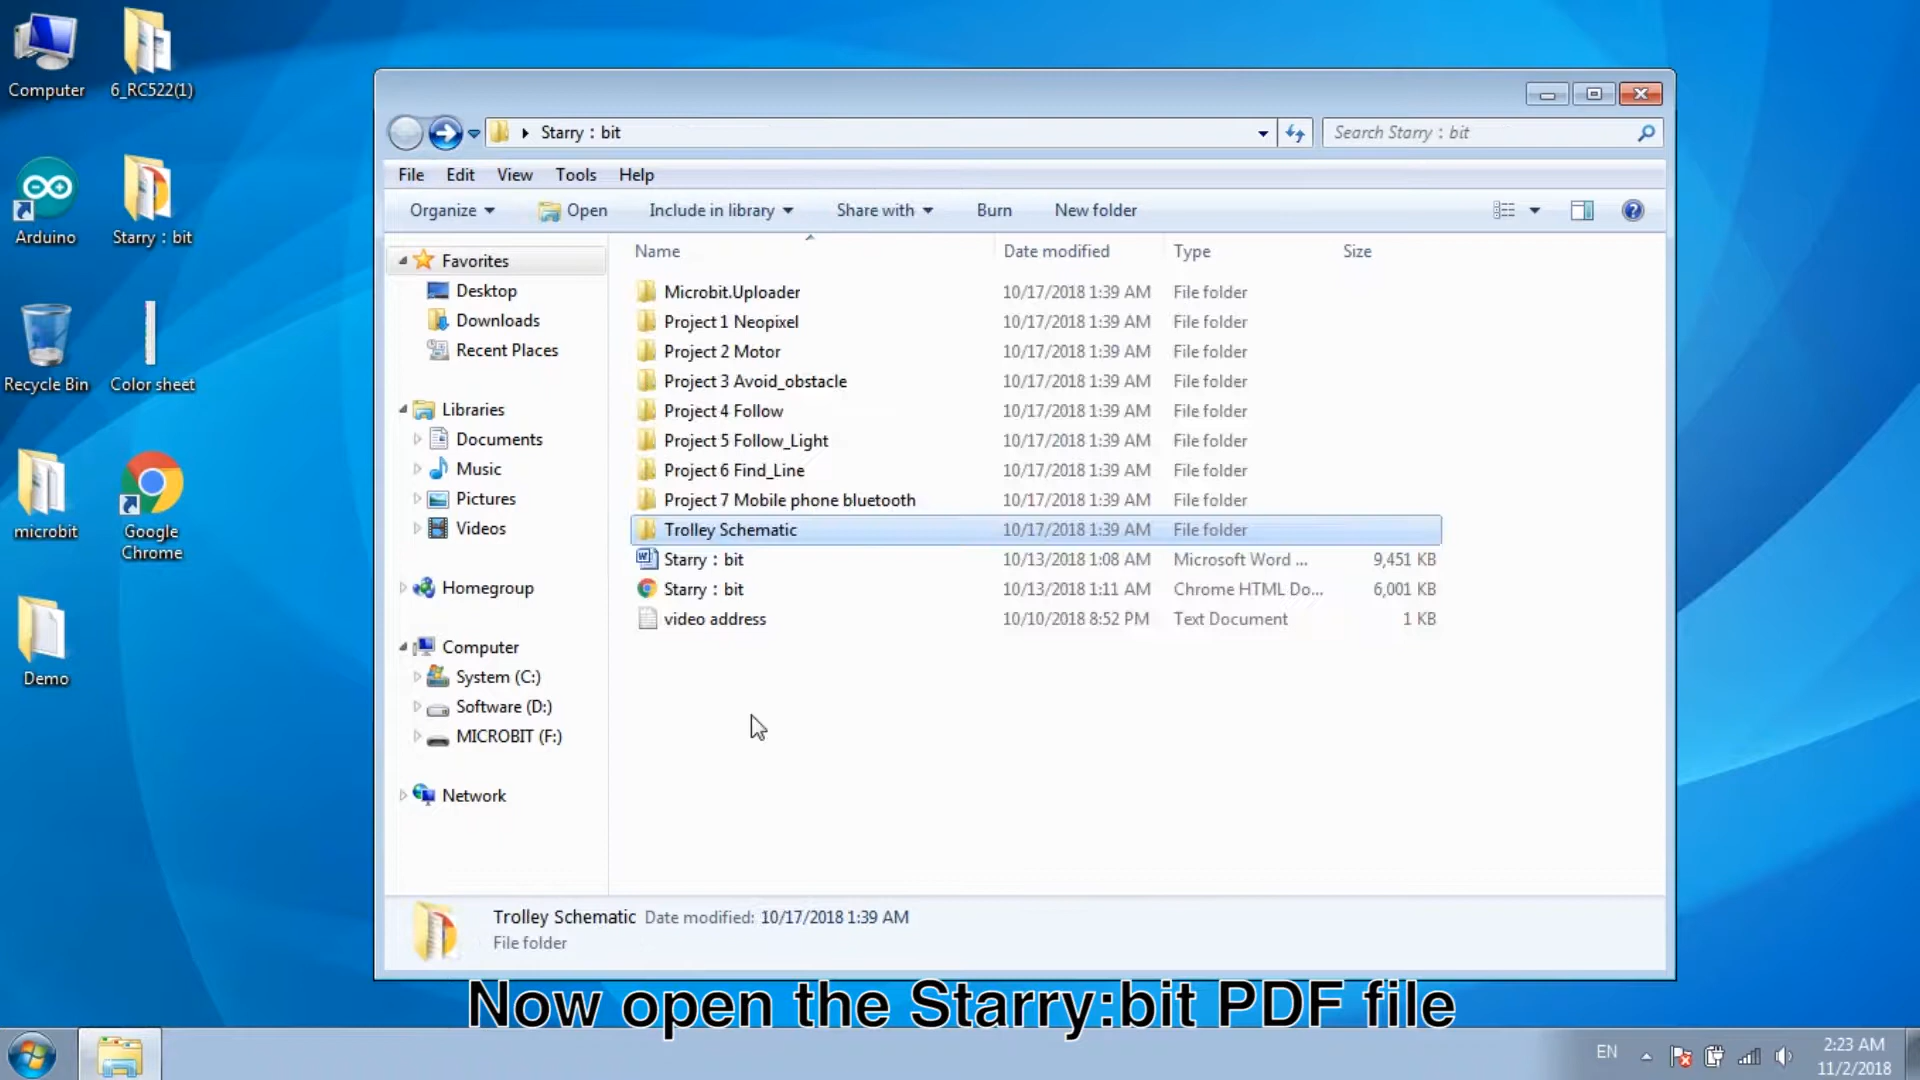 Computer
6_RC522(1)
Arduino
Starry：bit
Recycle Bin
Color sheet
microbit
Google
Chrome
Demo
Starry：bit
Search Starry：bit
File Edit View Tools Help
Organize Open Include in library Share with Burn New folder
Name Date modified Type Size
Favorites
Desktop
Downloads
Recent Places
Libraries
Documents
Music
Pictures
Videos
Homegroup
Computer
System (C:)
Software (D:)
MICROBIT (F:)
Network
Microbit.Uploader 10/17/2018 1:39 AM File folder
Project 1 Neopixel 10/17/2018 1:39 AM File folder
Project 2 Motor 10/17/2018 1:39 AM File folder
Project 3 Avoid_obstacle 10/17/2018 1:39 AM File folder
Project 4 Follow 10/17/2018 1:39 AM File folder
Project 5 Follow_Light 10/17/2018 1:39 AM File folder
Project 6 Find_Line 10/17/2018 1:39 AM File folder
Project 7 Mobile phone bluetooth 10/17/2018 1:39 AM File folder
Trolley Schematic 10/17/2018 1:39 AM File folder
Starry：bit 10/13/2018 1:08 AM Microsoft Word ... 9,451 KB
Starry：bit 10/13/2018 1:11 AM Chrome HTML Do... 6,001 KB
video address 10/10/2018 8:52 PM Text Document 1 KB
Trolley Schematic Date modified: 10/17/2018 1:39 AM
File folder
Now open the Starry:bit PDF file
EN
2:23 AM
11/2/2018